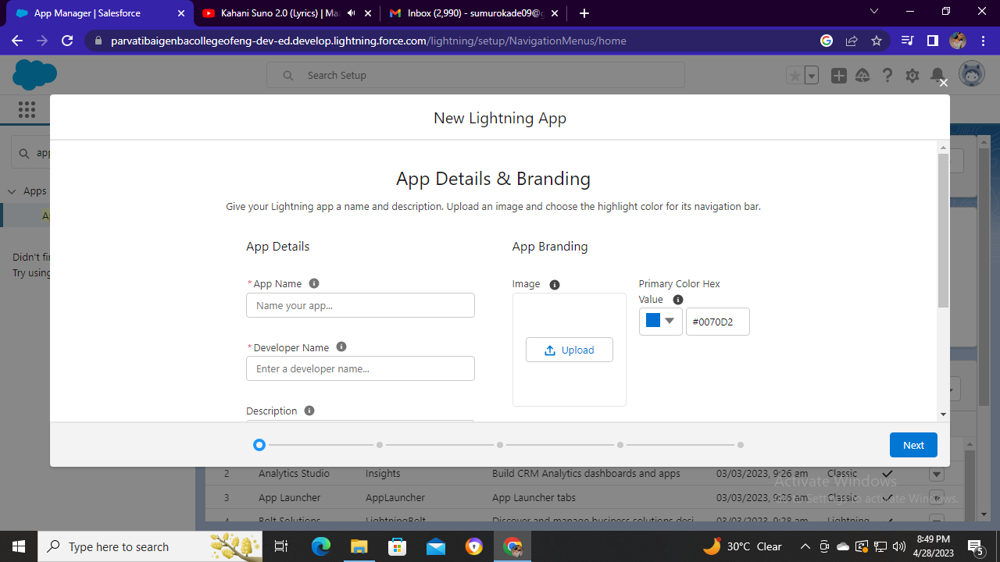 App Manager | Salesforce
Kahani Suno 2.0 (Lyrics) | Ma
Inbox (2,990) - sumurokade09@g
parvatibaigenbacollegeofeng-dev-ed.develop.lightning.force.com/lightning/setup/NavigationMenus/home
Search Setup
New Lightning App
app
App Details & Branding
Give your Lightning app a name and description. Upload an image and choose the highlight color for its navigation bar.
Apps
App Details
App Branding
Didn't fi
Try using
* App Name
Image
Primary Color Hex Value
Name your app...
#0070D2
* Developer Name
Upload
Enter a developer name...
Description
Next
2 Analytics Studio Insights Build CRM Analytics dashboards and apps 03/03/2023, 9:26 am Classic
Activate Windows
3 App Launcher AppLauncher App Launcher tabs 03/03/2023, 9:26 am Classic
Go to Settings to activate Windows.
4 Bolt Solutions LightningBolt Discover and manage business solutions desi 03/03/2023, 9:28 am Lightning
Type here to search
30°C Clear
8:49 PM
4/28/2023
5